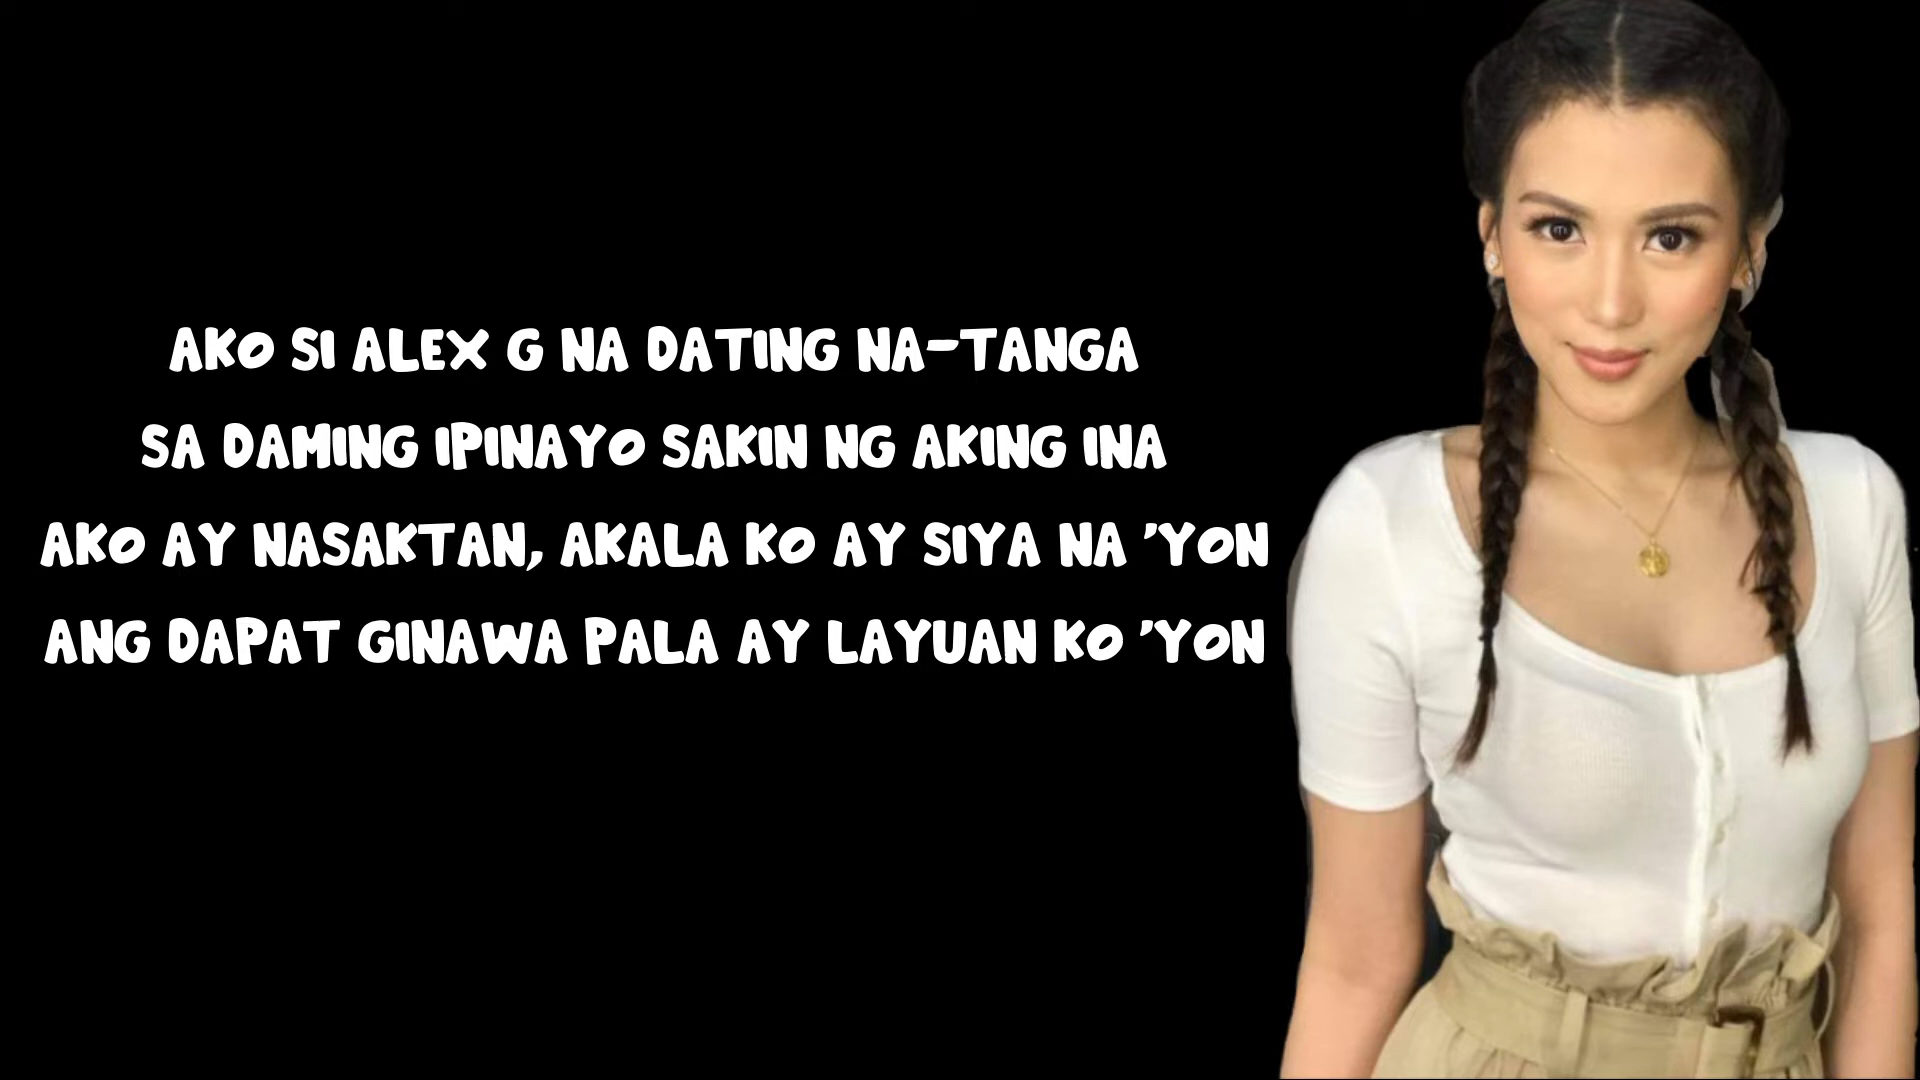 AKO SI ALEX G NA DATING NA-TANGA
SA DAMING IPINAYO SAKIN NG AKING INA
AKO AY NASAKTAN, AKALA KO AY SIYA NA 'YON
ANG DAPAT GINAWA PALA AY LAYUAN KO 'YON